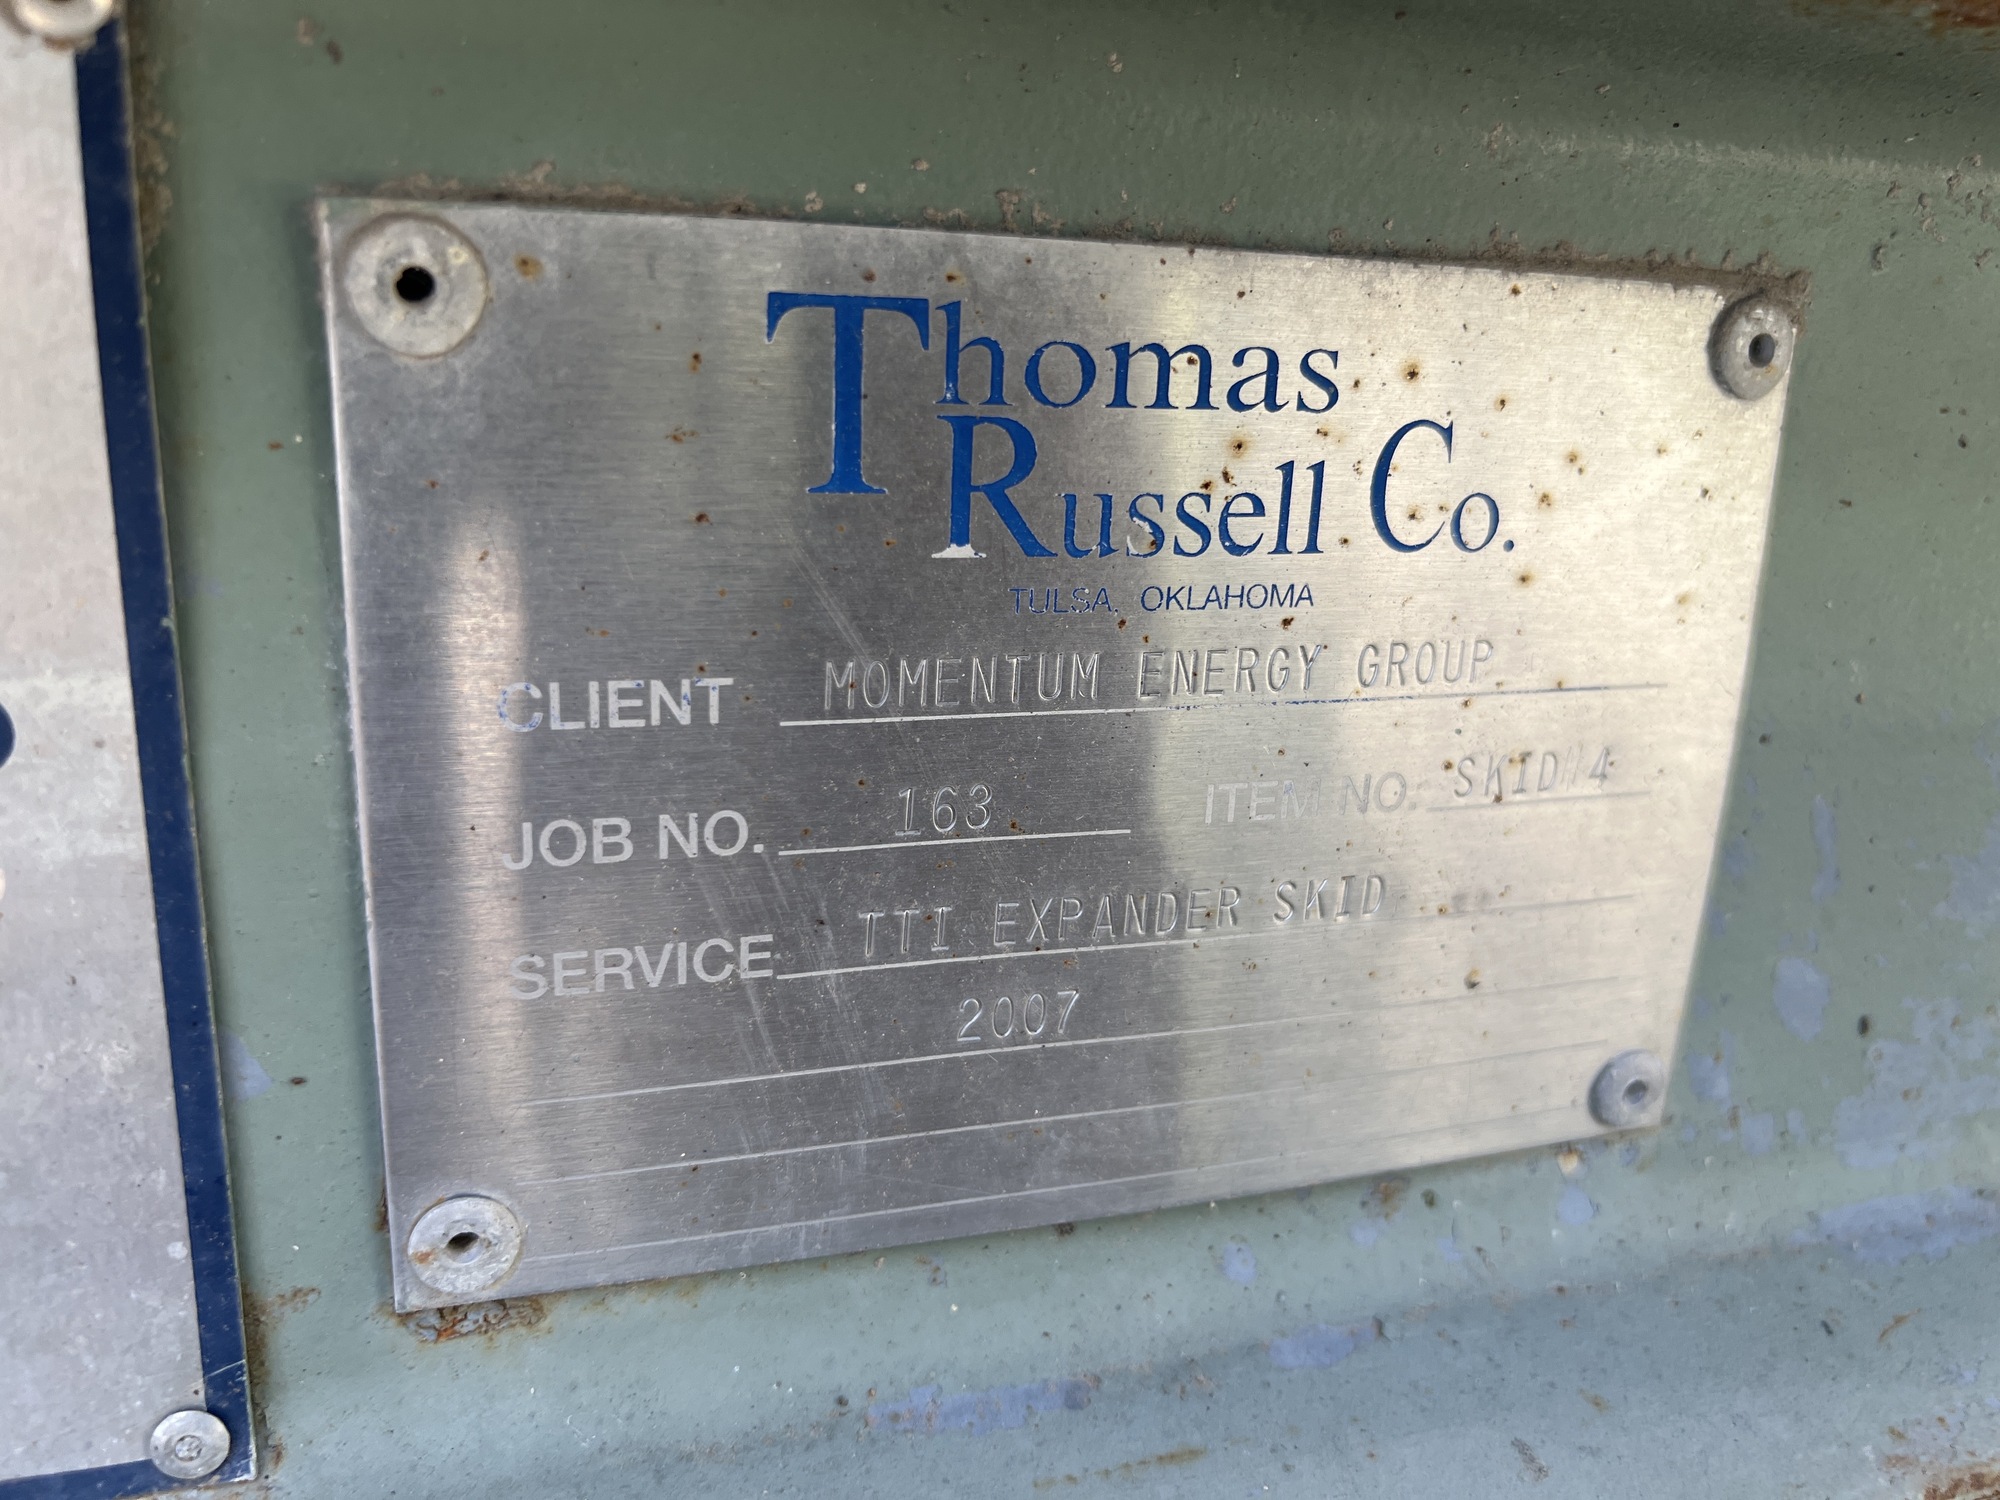 Thomas
Russell Co.
TULSA, OKLAHOMA
CLIENT MOMENTUM ENERGY GROUP
JOB NO. 163 ITEM NO. SKID#4
SERVICE TTI EXPANDER SKID
2007